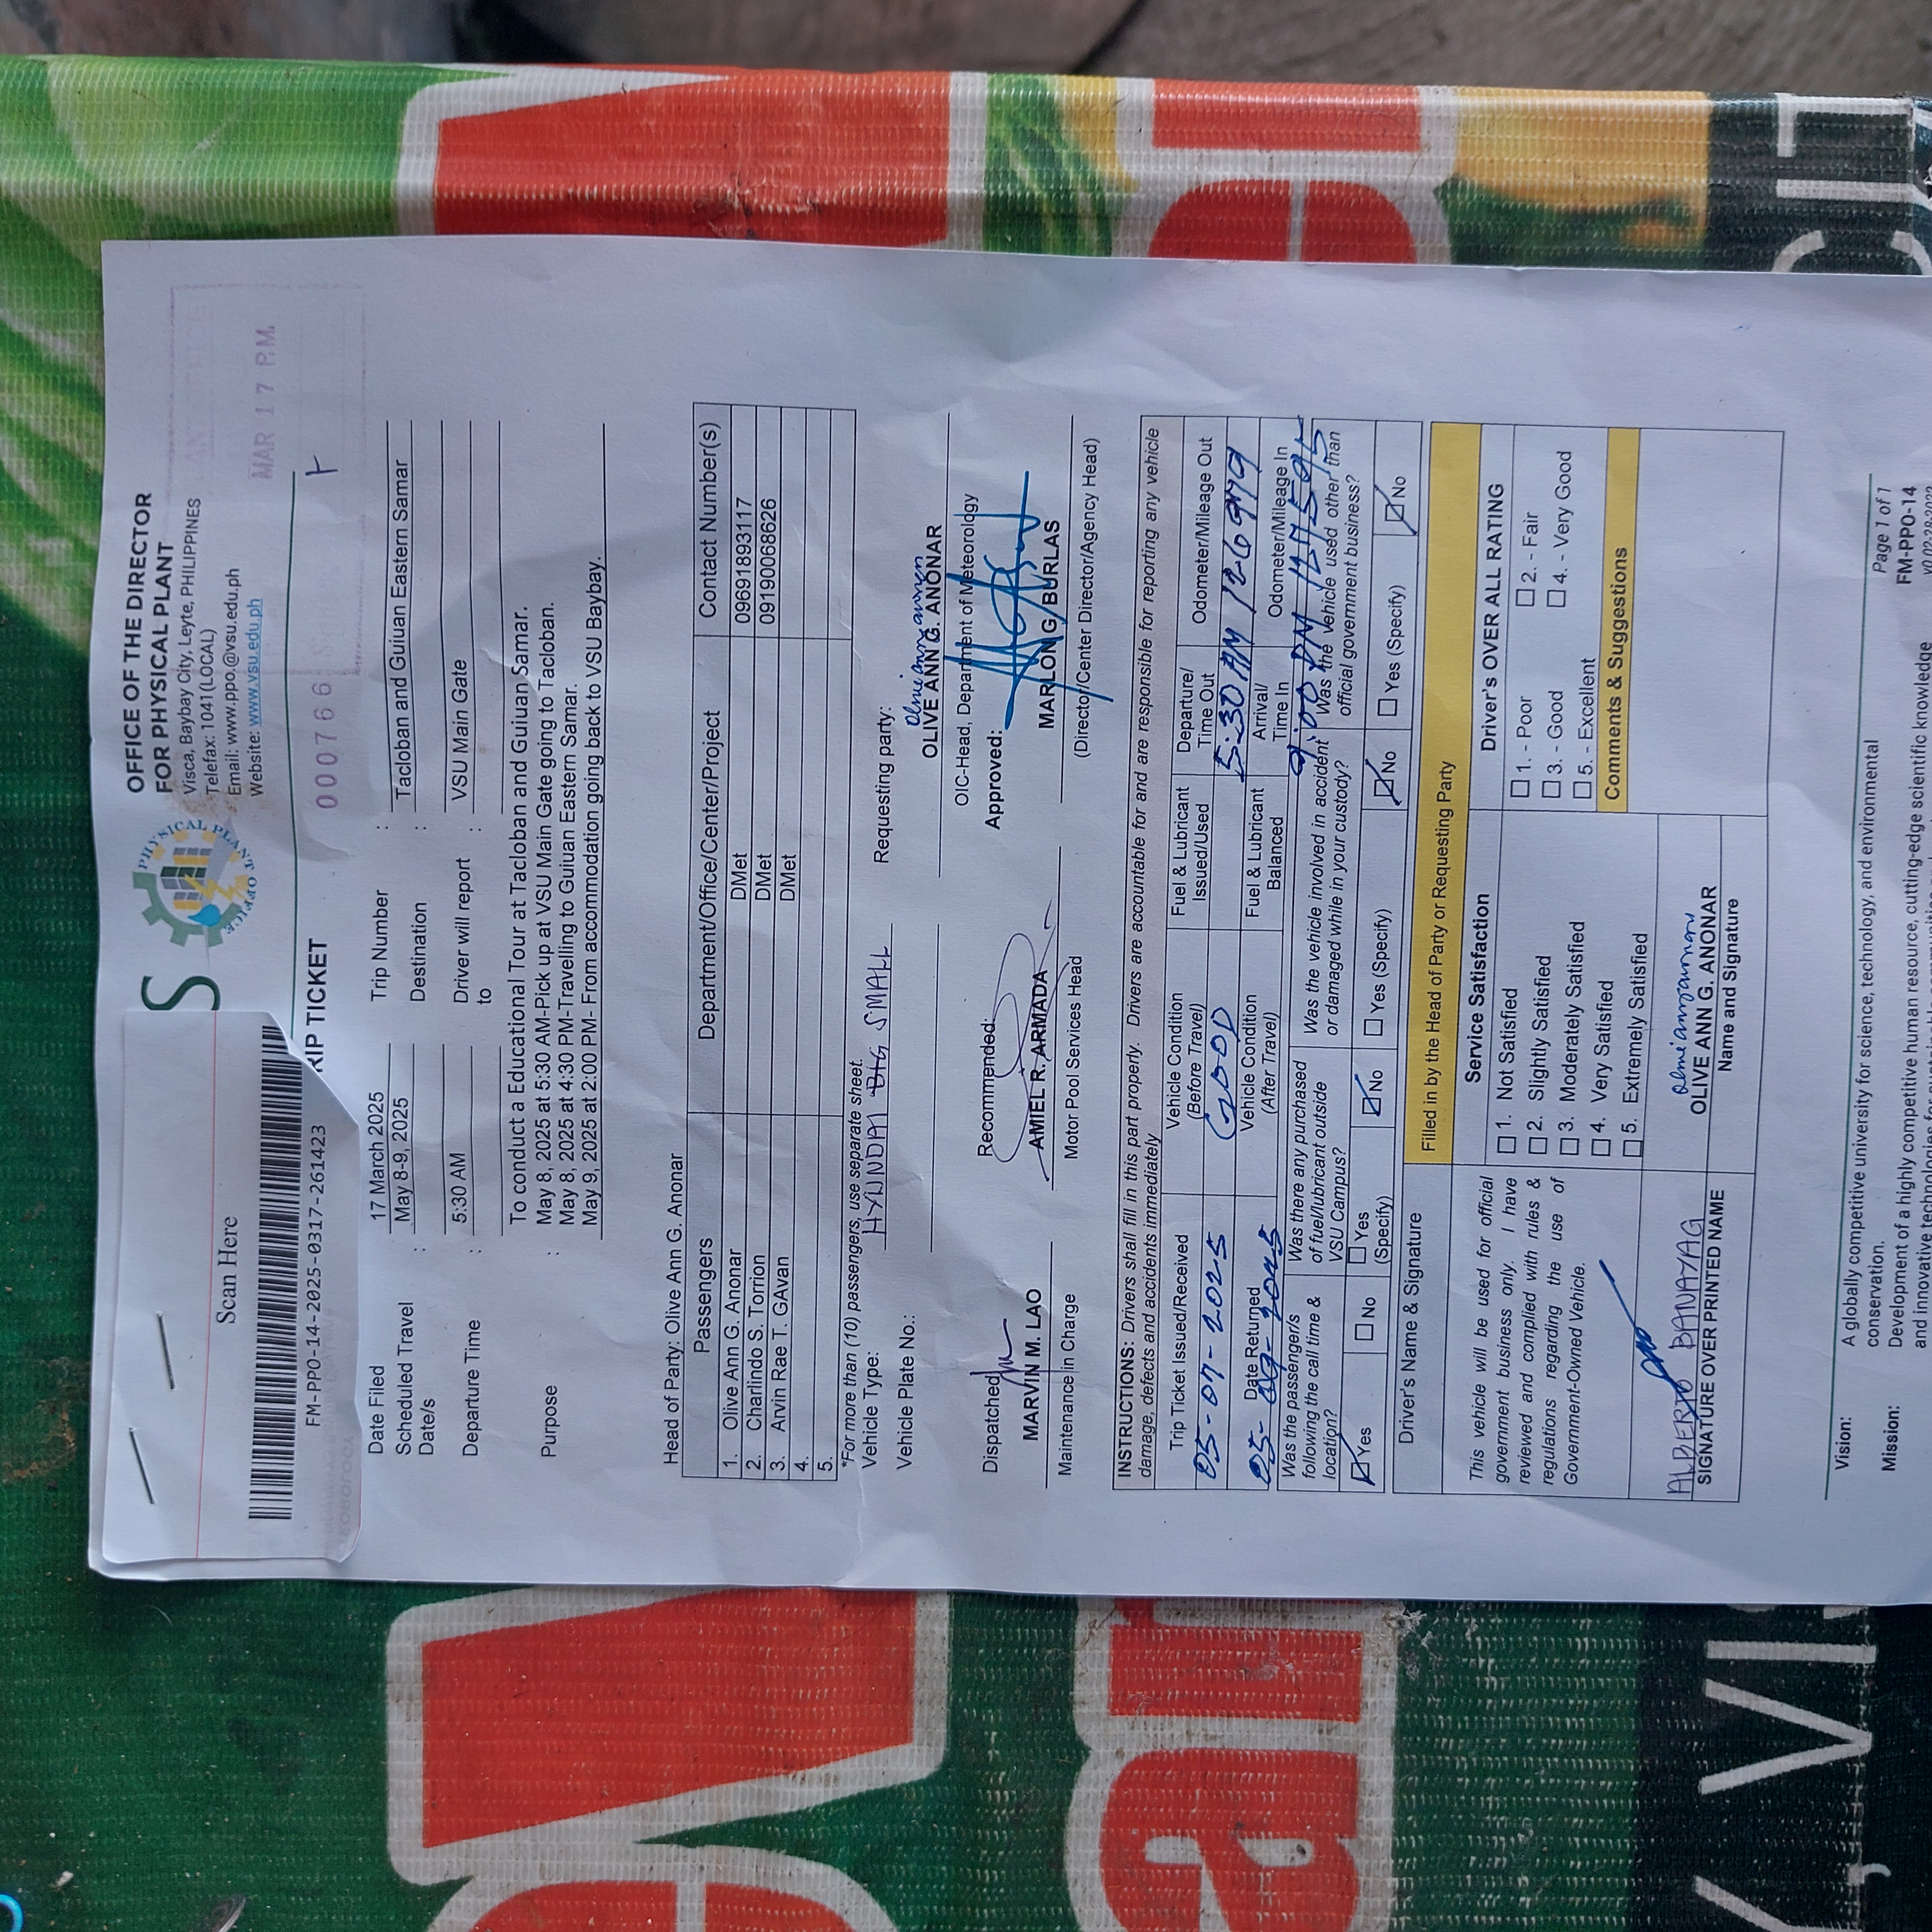 Scan Here
FM-PPO-14-2025-0317-261423
S
PHYSICAL PLANT OFFICE
OFFICE OF THE DIRECTOR
FOR PHYSICAL PLANT
Visca, Baybay City, Leyte, PHILIPPINES
Telefax: 1041(LOCAL)
Email: www.ppo.@vsu.edu.ph
Website: www.vsu.edu.ph
MAR 17 P.M.
RIP TICKET
000766
Date Filed 17 March 2025 Trip Number :
Scheduled Travel Date/s : May 8-9, 2025 Destination : Tacloban and Guiuan Eastern Samar
Departure Time : 5:30 AM Driver will report to : VSU Main Gate
Purpose : To conduct a Educational Tour at Tacloban and Guiuan Samar.
May 8, 2025 at 5:30 AM-Pick up at VSU Main Gate going to Tacloban.
May 8, 2025 at 4:30 PM-Travelling to Guiuan Eastern Samar.
May 9, 2025 at 2:00 PM- From accommodation going back to VSU Baybay.
Head of Party: Olive Ann G. Anonar
Passengers Department/Office/Center/Project Contact Number(s)
1. Olive Ann G. Anonar DMet 09691893117
2. Charlindo S. Torrion DMet 09190068626
3. Arvin Rae T. GAvan DMet
4.
5.
*For more than (10) passengers, use separate sheet.
Vehicle Type: HYUNDAI BIG SMALL Requesting party:
Vehicle Plate No.:
OLIVE ANN G. ANONAR
OIC-Head, Department of Meteorology
Dispatched Recommended: Approved:
MARVIN M. LAO AMIEL R. ARMADA MARLON G. BURLAS
Maintenance in Charge Motor Pool Services Head (Director/Center Director/Agency Head)
INSTRUCTIONS: Drivers shall fill in this part properly. Drivers are accountable for and are responsible for reporting any vehicle
damage, defects and accidents immediately
Trip Ticket Issued/Received Vehicle Condition (Before Travel) Fuel & Lubricant Issued/Used Departure/ Time Out Odometer/Mileage Out
05-07-2025 GOOD 5:30 AM 126979
Date Returned Vehicle Condition (After Travel) Fuel & Lubricant Balanced Arrival/ Time In Odometer/Mileage In
05-09-2025 9:00 PM 127595
Was the passenger/s following the call time & location? Was there any purchased of fuel/lubricant outside VSU Campus? Was the vehicle involved in accident or damaged while in your custody? Was the vehicle used other than official government business?
Yes No Yes (Specify) No Yes (Specify) No Yes (Specify) No
Driver's Name & Signature Filled in by the Head of Party or Requesting Party
This vehicle will be used for official
government business only. I have
reviewed and complied with rules &
regulations regarding the use of
Government-Owned Vehicle.
ALBERTO BANAYAG
SIGNATURE OVER PRINTED NAME
Service Satisfaction
1. Not Satisfied
2. Slightly Satisfied
3. Moderately Satisfied
4. Very Satisfied
5. Extremely Satisfied
OLIVE ANN G. ANONAR
Name and Signature
Driver's OVER ALL RATING
1. - Poor 2. - Fair
3. - Good 4. - Very Good
5. - Excellent
Comments & Suggestions
Vision: A globally competitive university for science, technology, and environmental
conservation.
Mission: Development of a highly competitive human resource, cutting-edge scientific knowledge
Page 1 of 1
FM-PPO-14